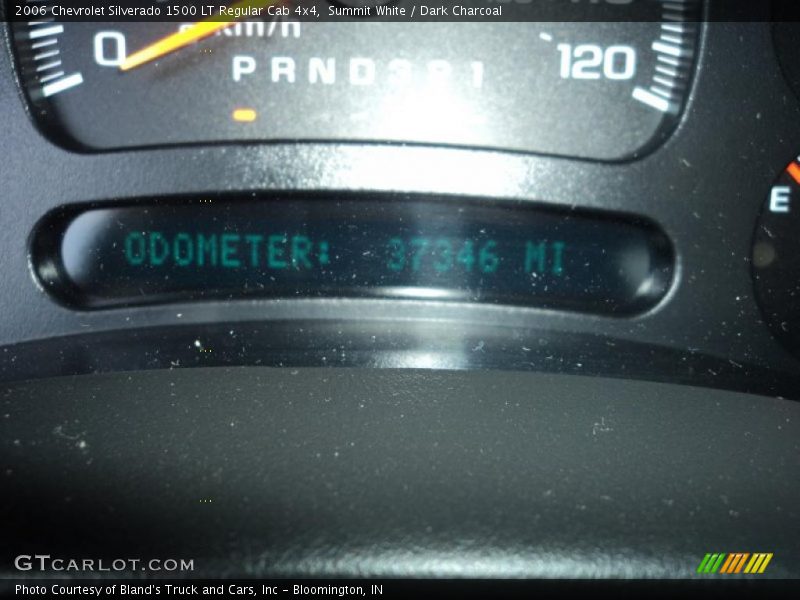 2006 Chevrolet Silverado 1500 LT Regular Cab 4x4, Summit White / Dark Charcoal
0
km/h
120
PRND321
E
ODOMETER: 37346 MI
GTCARLOT.COM
Photo Courtesy of Bland's Truck and Cars, Inc - Bloomington, IN